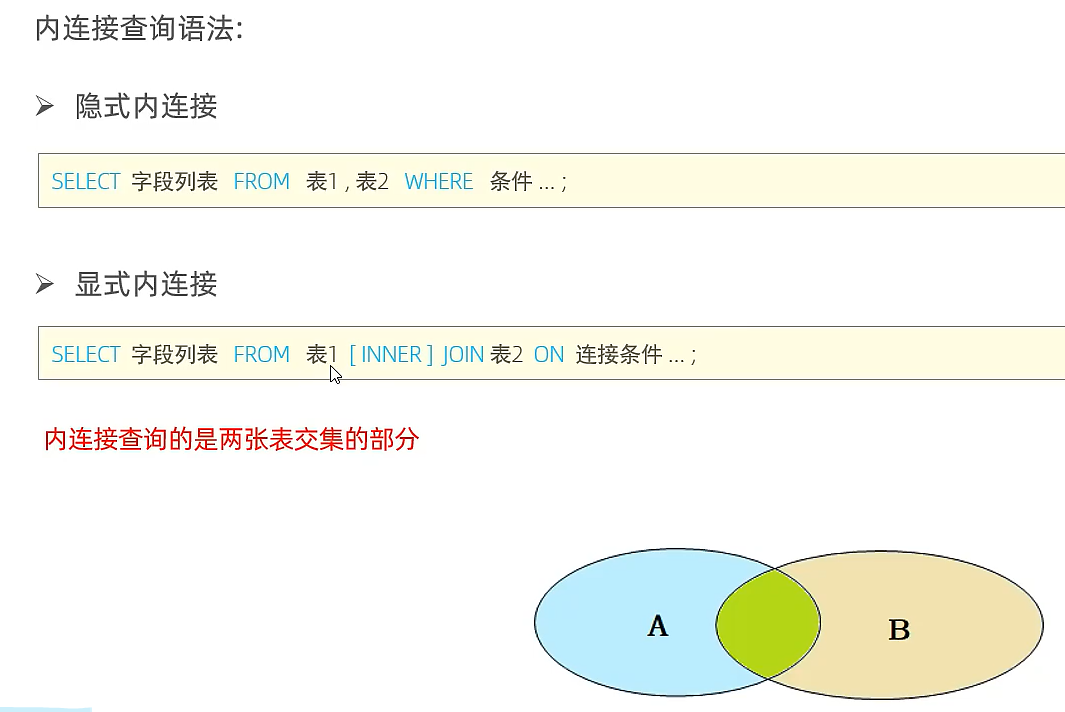 内连接查询语法:
隐式内连接
SELECT 字段列表 FROM 表1 , 表2 WHERE 条件 ... ;
显式内连接
SELECT 字段列表 FROM 表1 [ INNER ] JOIN 表2 ON 连接条件 ... ;
内连接查询的是两张表交集的部分
A
B